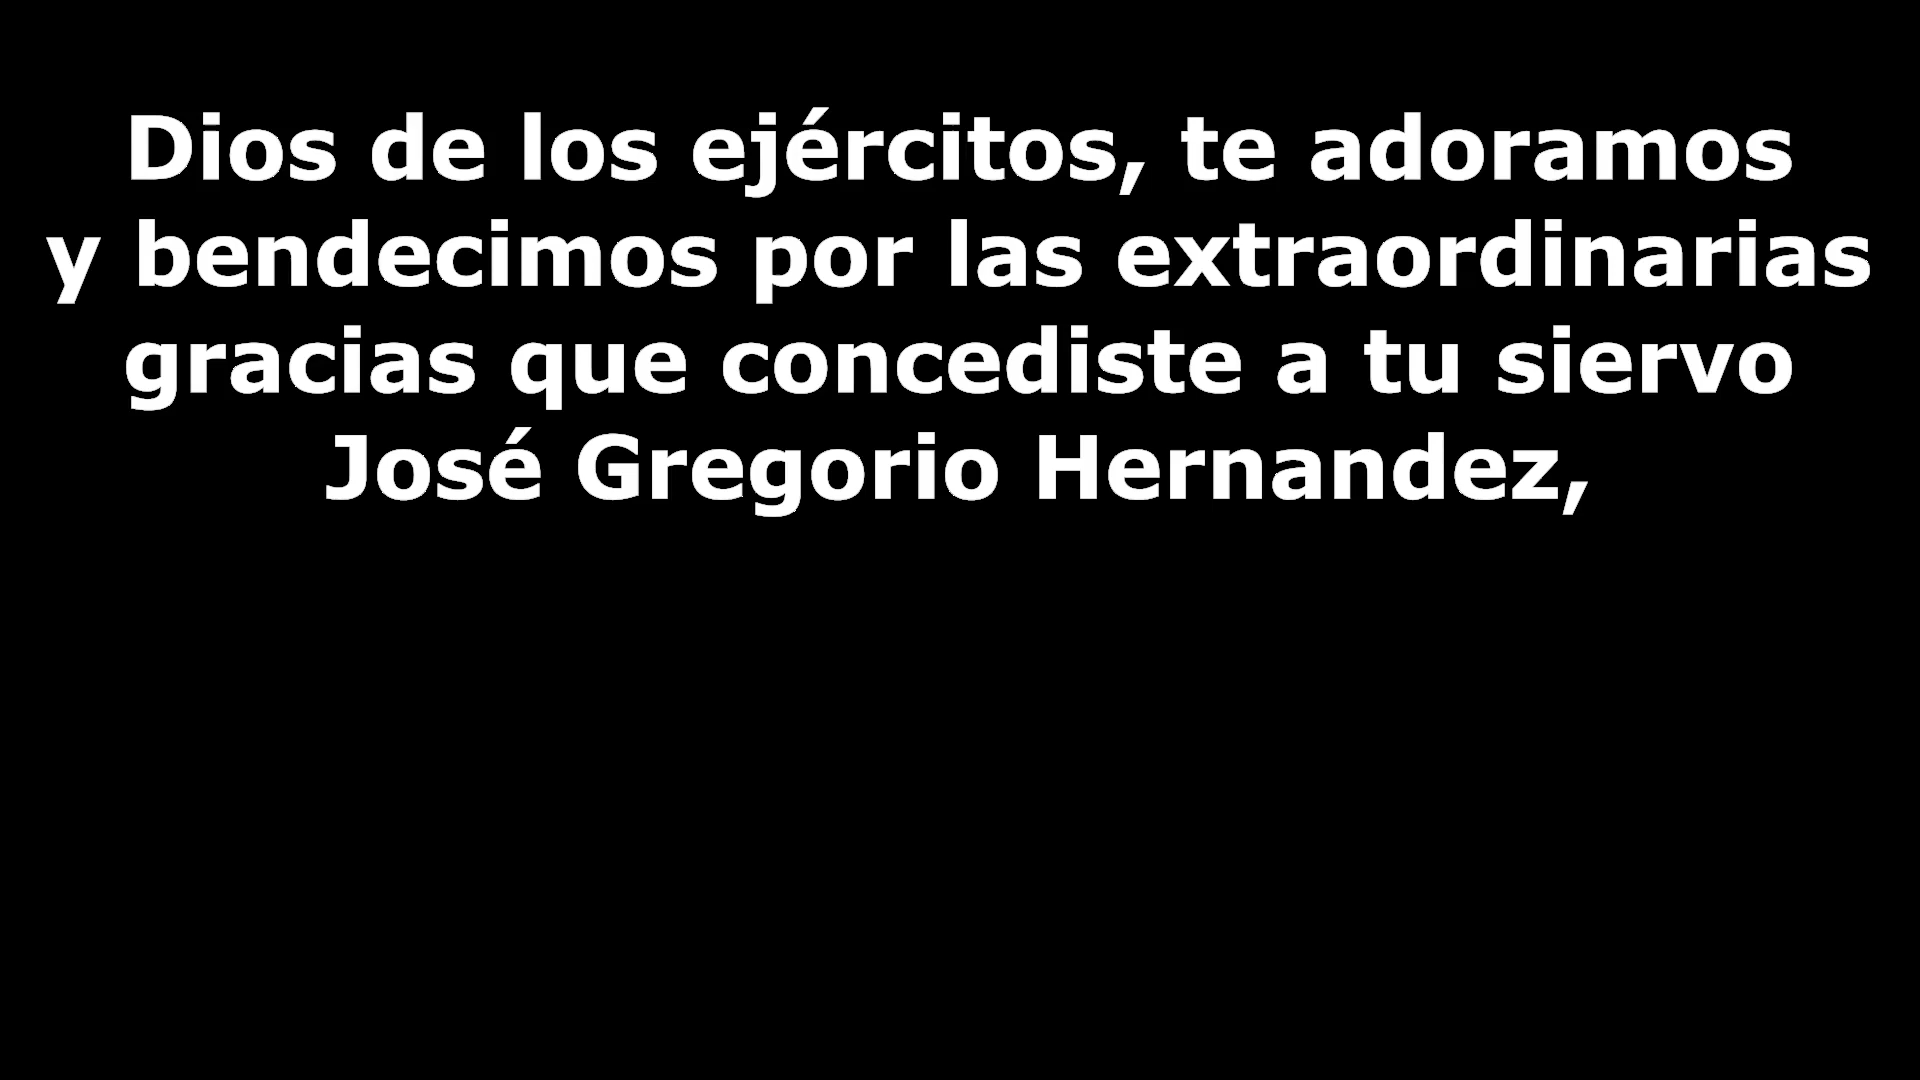 Dios de los ejércitos, te adoramos
y bendecimos por las extraordinarias
gracias que concediste a tu siervo
José Gregorio Hernandez,